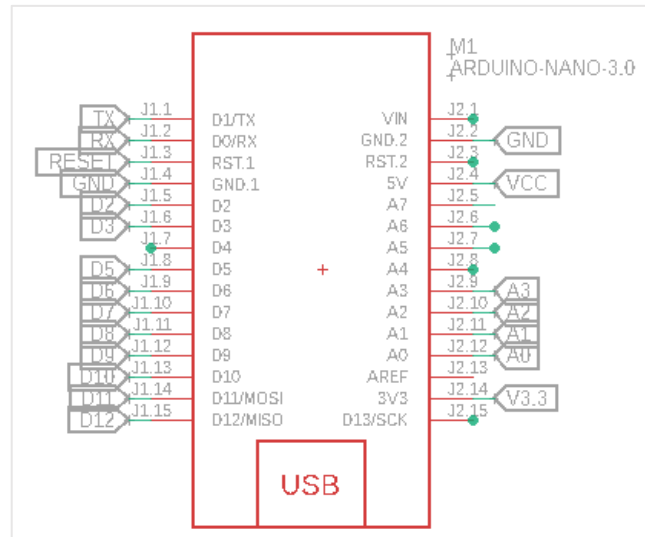 M1
ARDUINO-NANO-3.0
TX J1.1 D1/TX VIN J2.1
RX J1.2 D0/RX GND.2 J2.2 GND
RESET J1.3 RST.1 RST.2 J2.3
GND J1.4 GND.1 5V J2.4 VCC
D2 J1.5 D2 A7 J2.5
D3 J1.6 D3 A6 J2.6
J1.7 D4 A5 J2.7
D5 J1.8 D5 A4 J2.8
D6 J1.9 D6 A3 J2.9 A3
D7 J1.10 D7 A2 J2.10 A2
D8 J1.11 D8 A1 J2.11 A1
D9 J1.12 D9 A0 J2.12 A0
D10 J1.13 D10 AREF J2.13
D11 J1.14 D11/MOSI 3V3 J2.14 V3.3
D12 J1.15 D12/MISO D13/SCK J2.15
USB